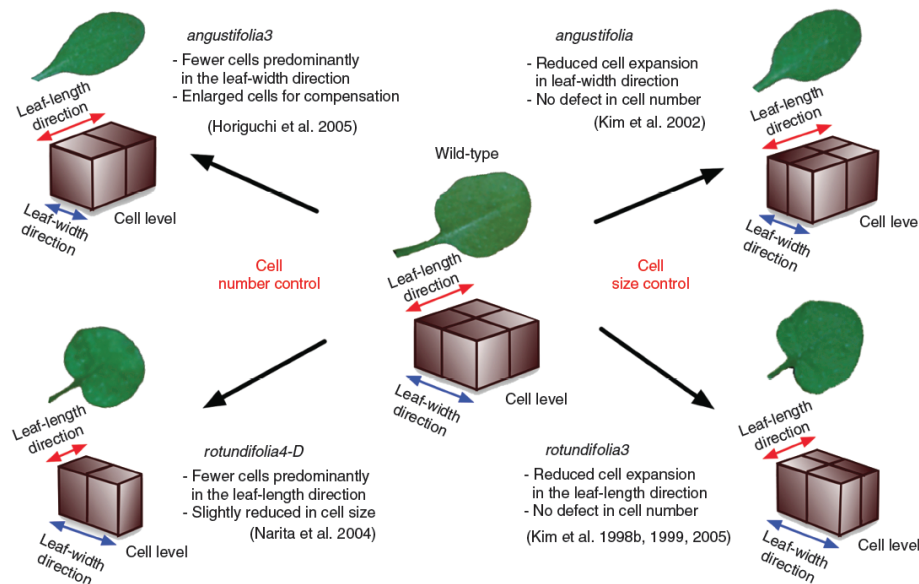 angustifolia3
- Fewer cells predominantly
in the leaf-width direction
- Enlarged cells for compensation
(Horiguchi et al. 2005)
Leaf-length
direction
Leaf-width
direction
Cell level
angustifolia
- Reduced cell expansion
in leaf-width direction
- No defect in cell number
(Kim et al. 2002)
Leaf-length
direction
Leaf-width
direction
Cell level
Wild-type
Leaf-length
direction
Leaf-width
direction
Cell level
Cell
number control
Cell
size control
rotundifolia4-D
- Fewer cells predominantly
in the leaf-length direction
- Slightly reduced in cell size
(Narita et al. 2004)
Leaf-length
direction
Leaf-width
direction
Cell level
rotundifolia3
- Reduced cell expansion
in the leaf-length direction
- No defect in cell number
(Kim et al. 1998b, 1999, 2005)
Leaf-length
direction
Leaf-width
direction
Cell level